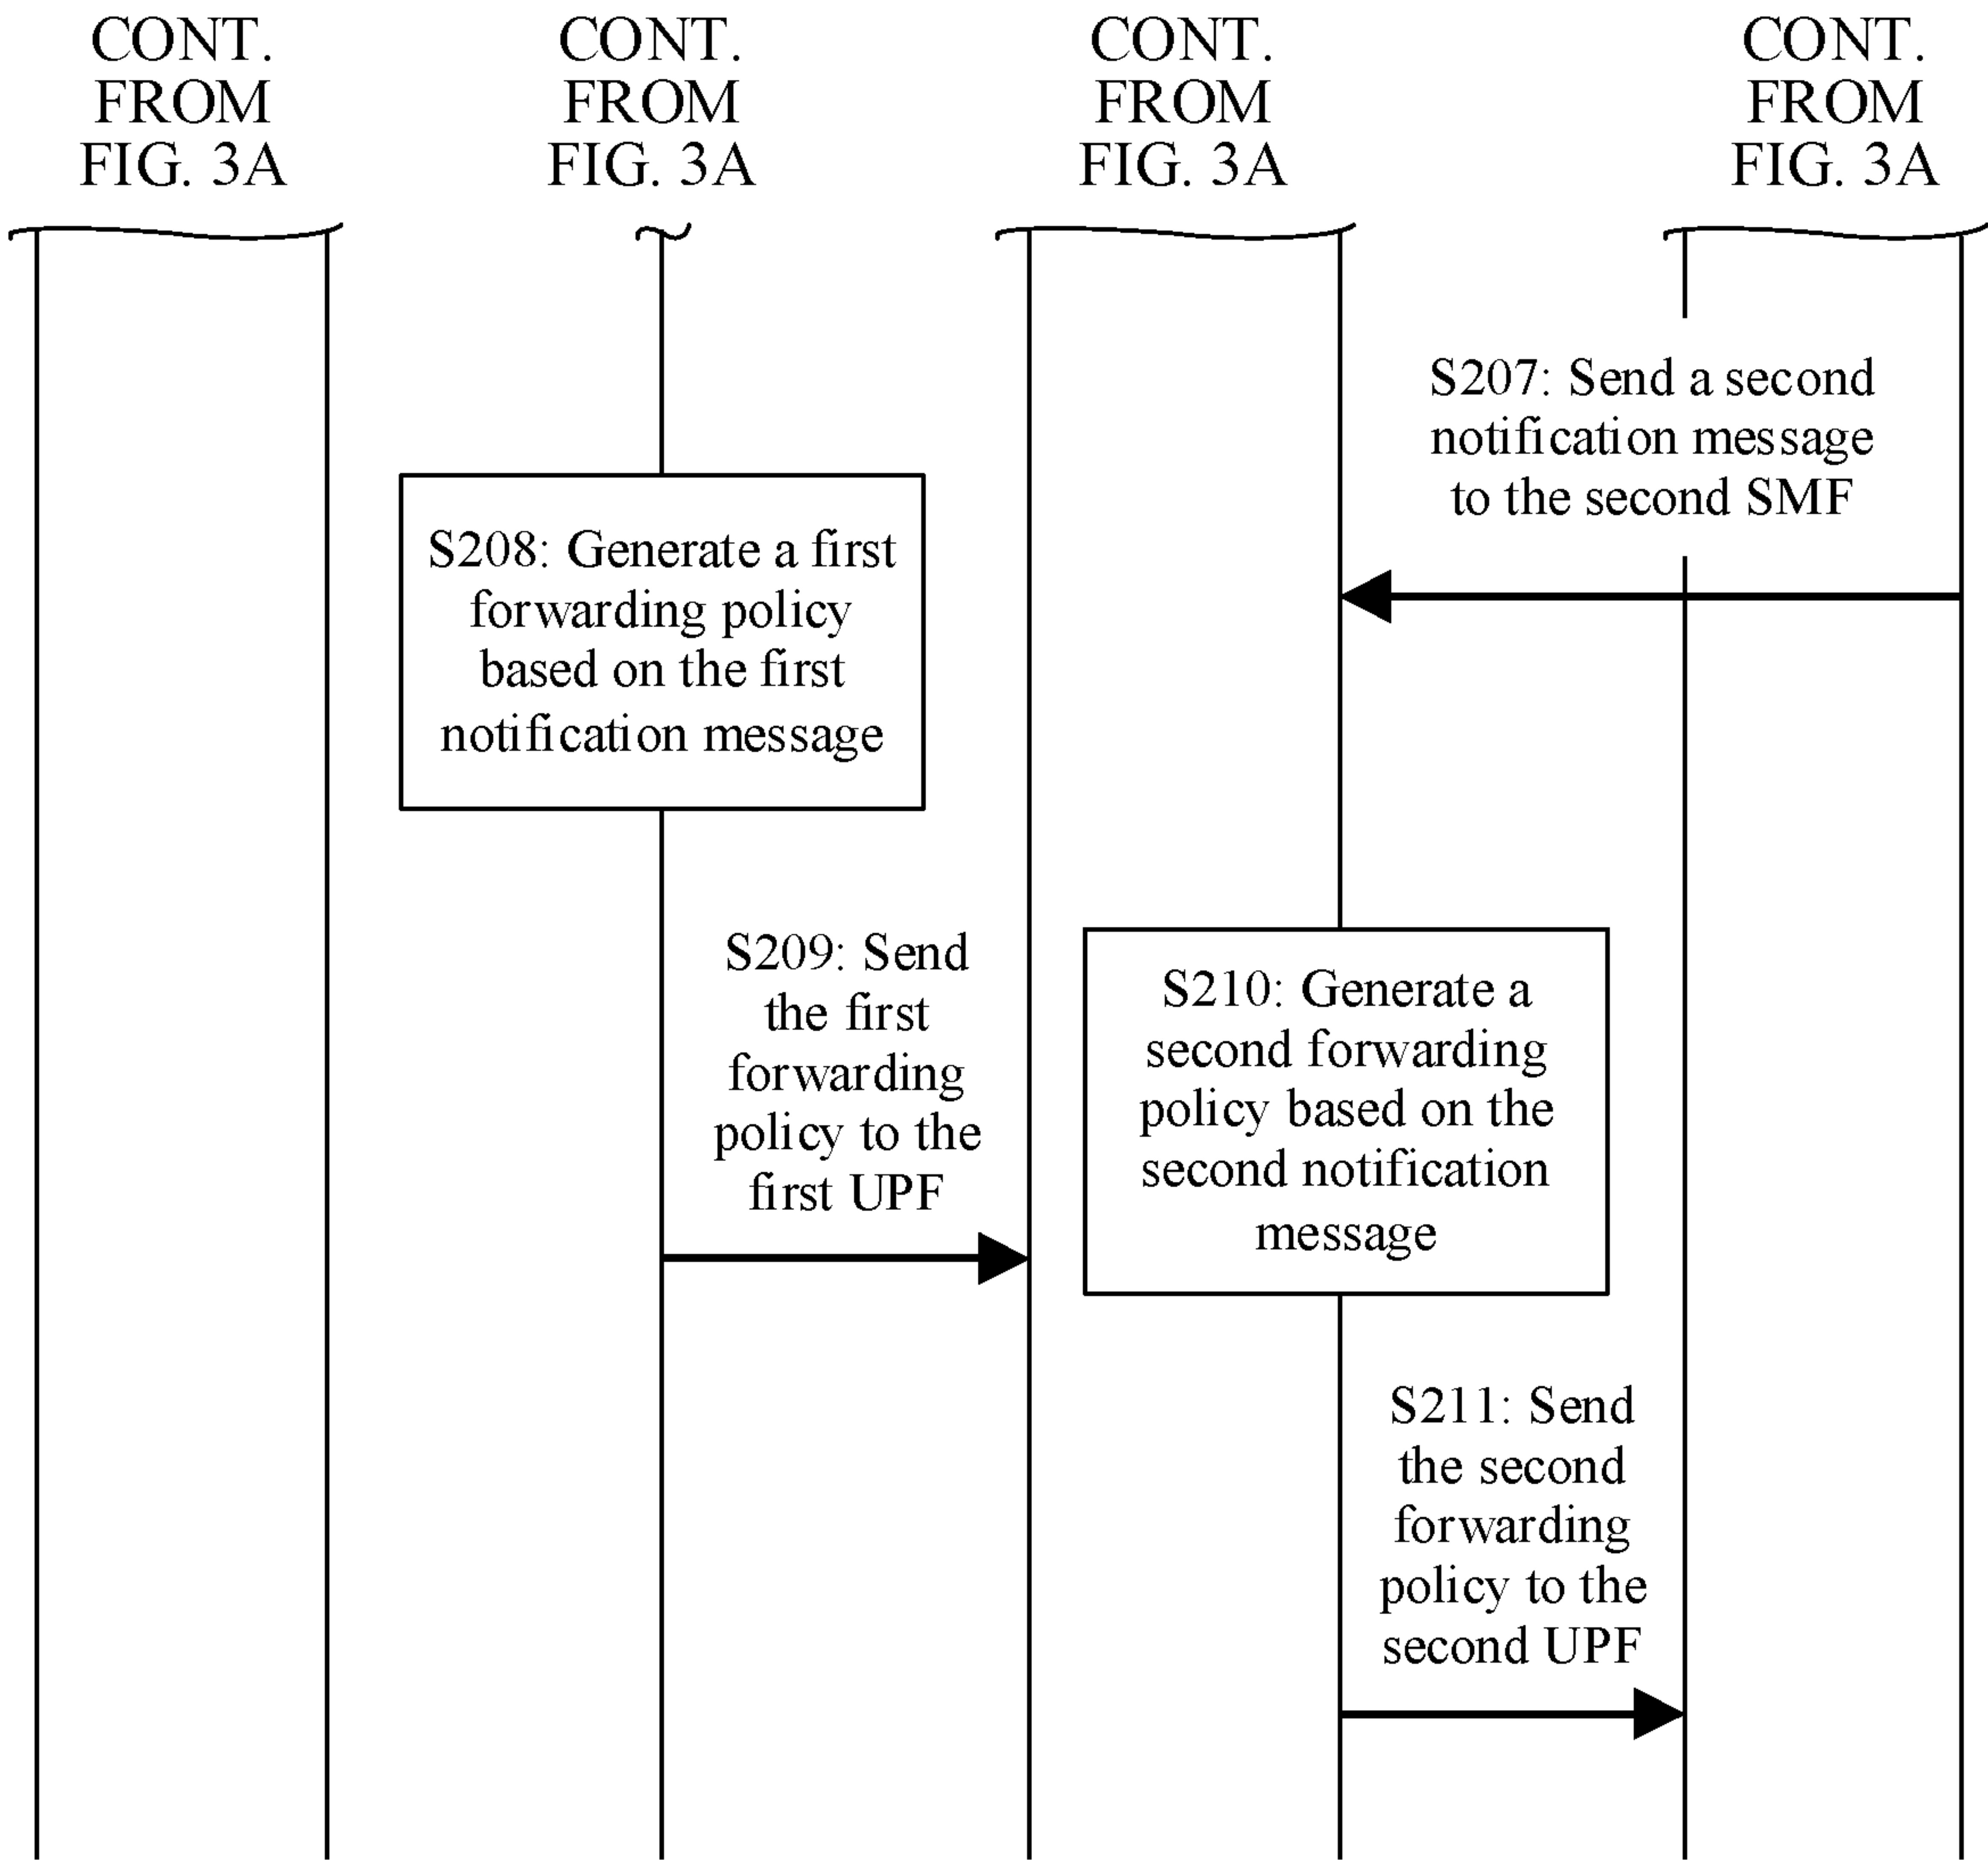 CONT.
FROM
FIG. 3A
CONT.
FROM
FIG. 3A
CONT.
FROM
FIG. 3A
CONT.
FROM
FIG. 3A
S207: Send a second
notification message
to the second SMF
S208: Generate a first
forwarding policy
based on the first
notification message
S209: Send
the first
forwarding
policy to the
first UPF
S210: Generate a
second forwarding
policy based on the
second notification
message
S211: Send
the second
forwarding
policy to the
second UPF